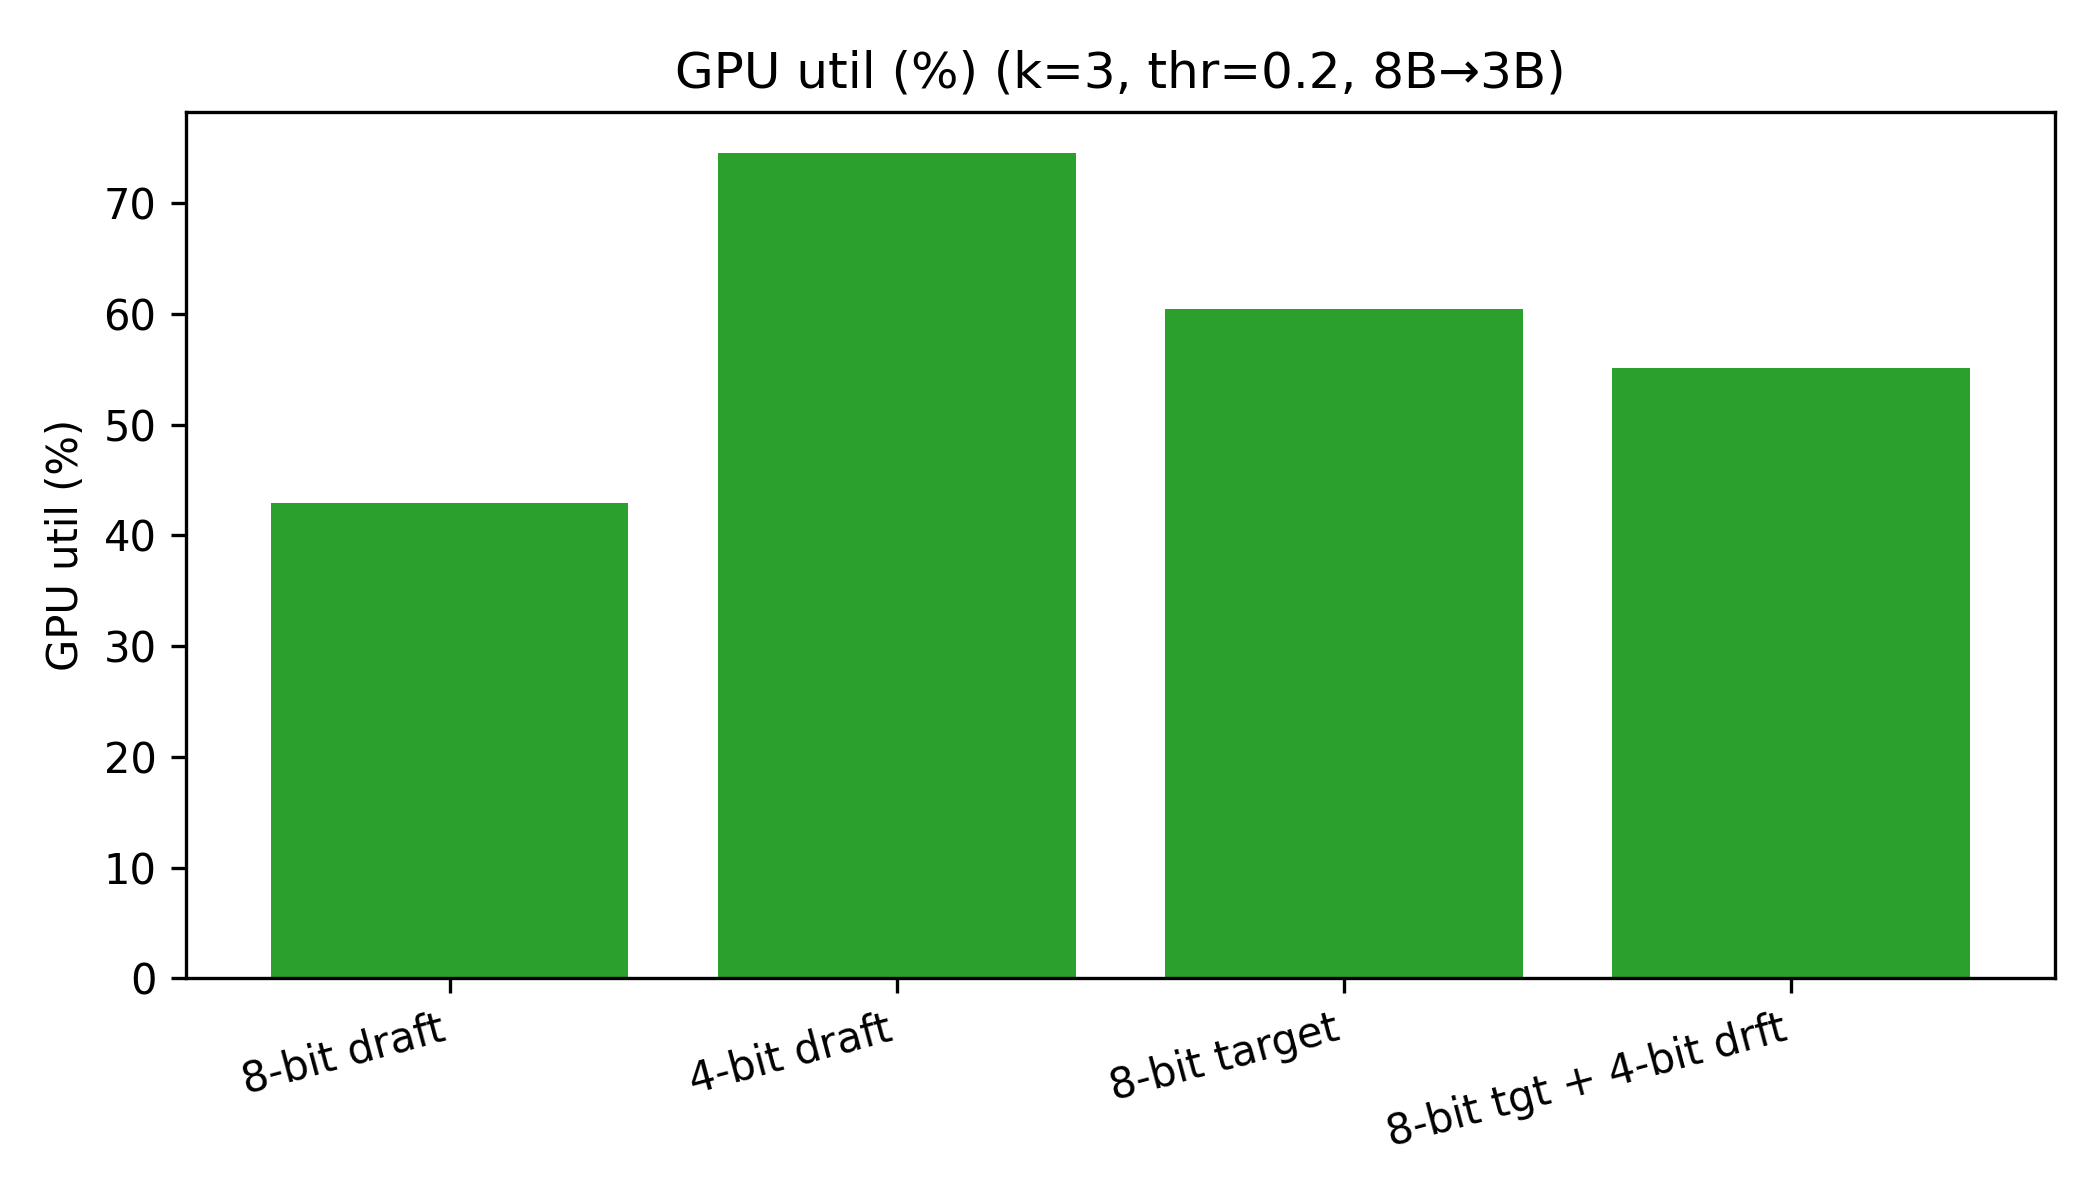 GPU util (%) (k=3, thr=0.2, 8B→3B)
GPU util (%)
70
60
50
40
30
20
10
0
8-bit draft
4-bit draft
8-bit target
8-bit tgt + 4-bit drft